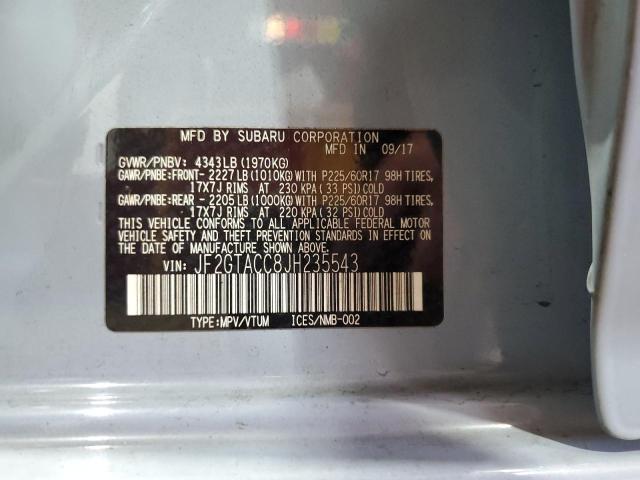 MFD BY SUBARU CORPORATION
MFD IN 09/17
GVWR/PNBV: 4343LB(1970KG)
GAWR/PNBE:FRONT- 2227LB(1010KG)WITH P225/60R17 98H TIRES,
17X7J RIMS AT 230 KPA(33 PSI)COLD
GAWR/PNBE:REAR - 2205LB(1000KG)WITH P225/60R17 98H TIRES,
17X7J RIMS AT 220 KPA(32 PSI)COLD
THIS VEHICLE CONFORMS TO ALL APPLICABLE FEDERAL MOTOR
VEHICLE SAFETY, BUMPER, AND THEFT PREVENTION STANDARDS
IN EFFECT ON THE DATE OF MANUFACTURE SHOWN ABOVE.
VIN: JF2GTACC8JH235543
TYPE:MPV/VTUM ICES/NMB-002